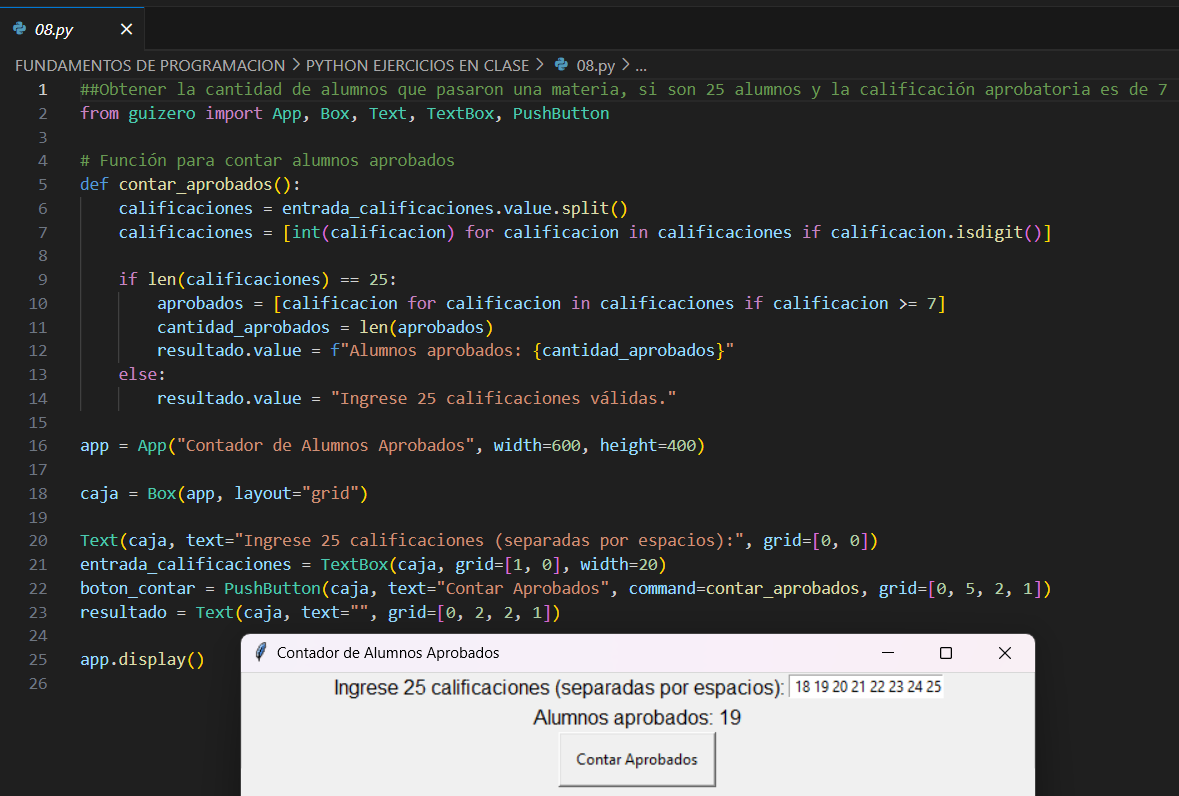 08.py
FUNDAMENTOS DE PROGRAMACION > PYTHON EJERCICIOS EN CLASE > 08.py > ...
1 ##Obtener la cantidad de alumnos que pasaron una materia, si son 25 alumnos y la calificación aprobatoria es de 7
2 from guizero import App, Box, Text, TextBox, PushButton
3
4 # Función para contar alumnos aprobados
5 def contar_aprobados():
6     calificaciones = entrada_calificaciones.value.split()
7     calificaciones = [int(calificacion) for calificacion in calificaciones if calificacion.isdigit()]
8
9     if len(calificaciones) == 25:
10         aprobados = [calificacion for calificacion in calificaciones if calificacion >= 7]
11         cantidad_aprobados = len(aprobados)
12         resultado.value = f"Alumnos aprobados: {cantidad_aprobados}"
13     else:
14         resultado.value = "Ingrese 25 calificaciones válidas."
15
16 app = App("Contador de Alumnos Aprobados", width=600, height=400)
17
18 caja = Box(app, layout="grid")
19
20 Text(caja, text="Ingrese 25 calificaciones (separadas por espacios):", grid=[0, 0])
21 entrada_calificaciones = TextBox(caja, grid=[1, 0], width=20)
22 boton_contar = PushButton(caja, text="Contar Aprobados", command=contar_aprobados, grid=[0, 5, 2, 1])
23 resultado = Text(caja, text="", grid=[0, 2, 2, 1])
24
25 app.display()
26
Contador de Alumnos Aprobados
Ingrese 25 calificaciones (separadas por espacios): 18 19 20 21 22 23 24 25
Alumnos aprobados: 19
Contar Aprobados